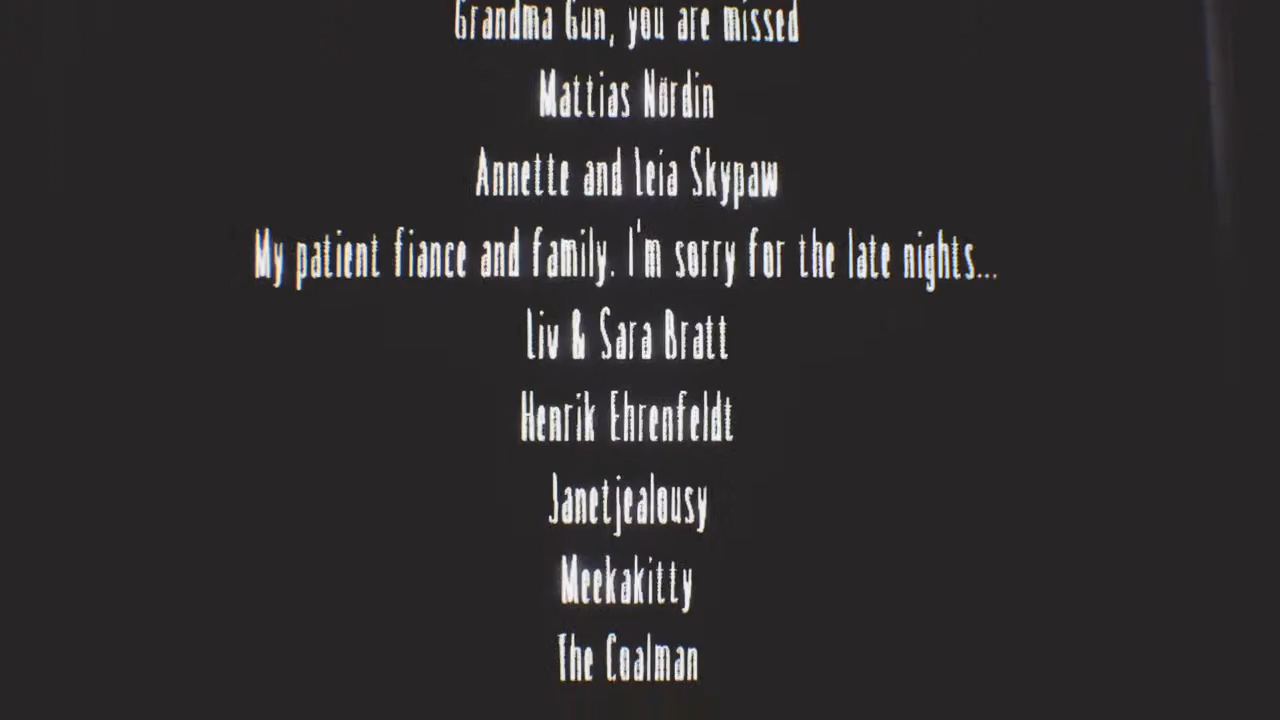 Grandma Gun, you are missed
Mattias Nördin
Annette and Leia Skypaw
My patient fiance and family. I'm sorry for the late nights...
Liv & Sara Bratt
Henrik Ehrenfeldt
Janetjealousy
Meekakitty
The Coalman